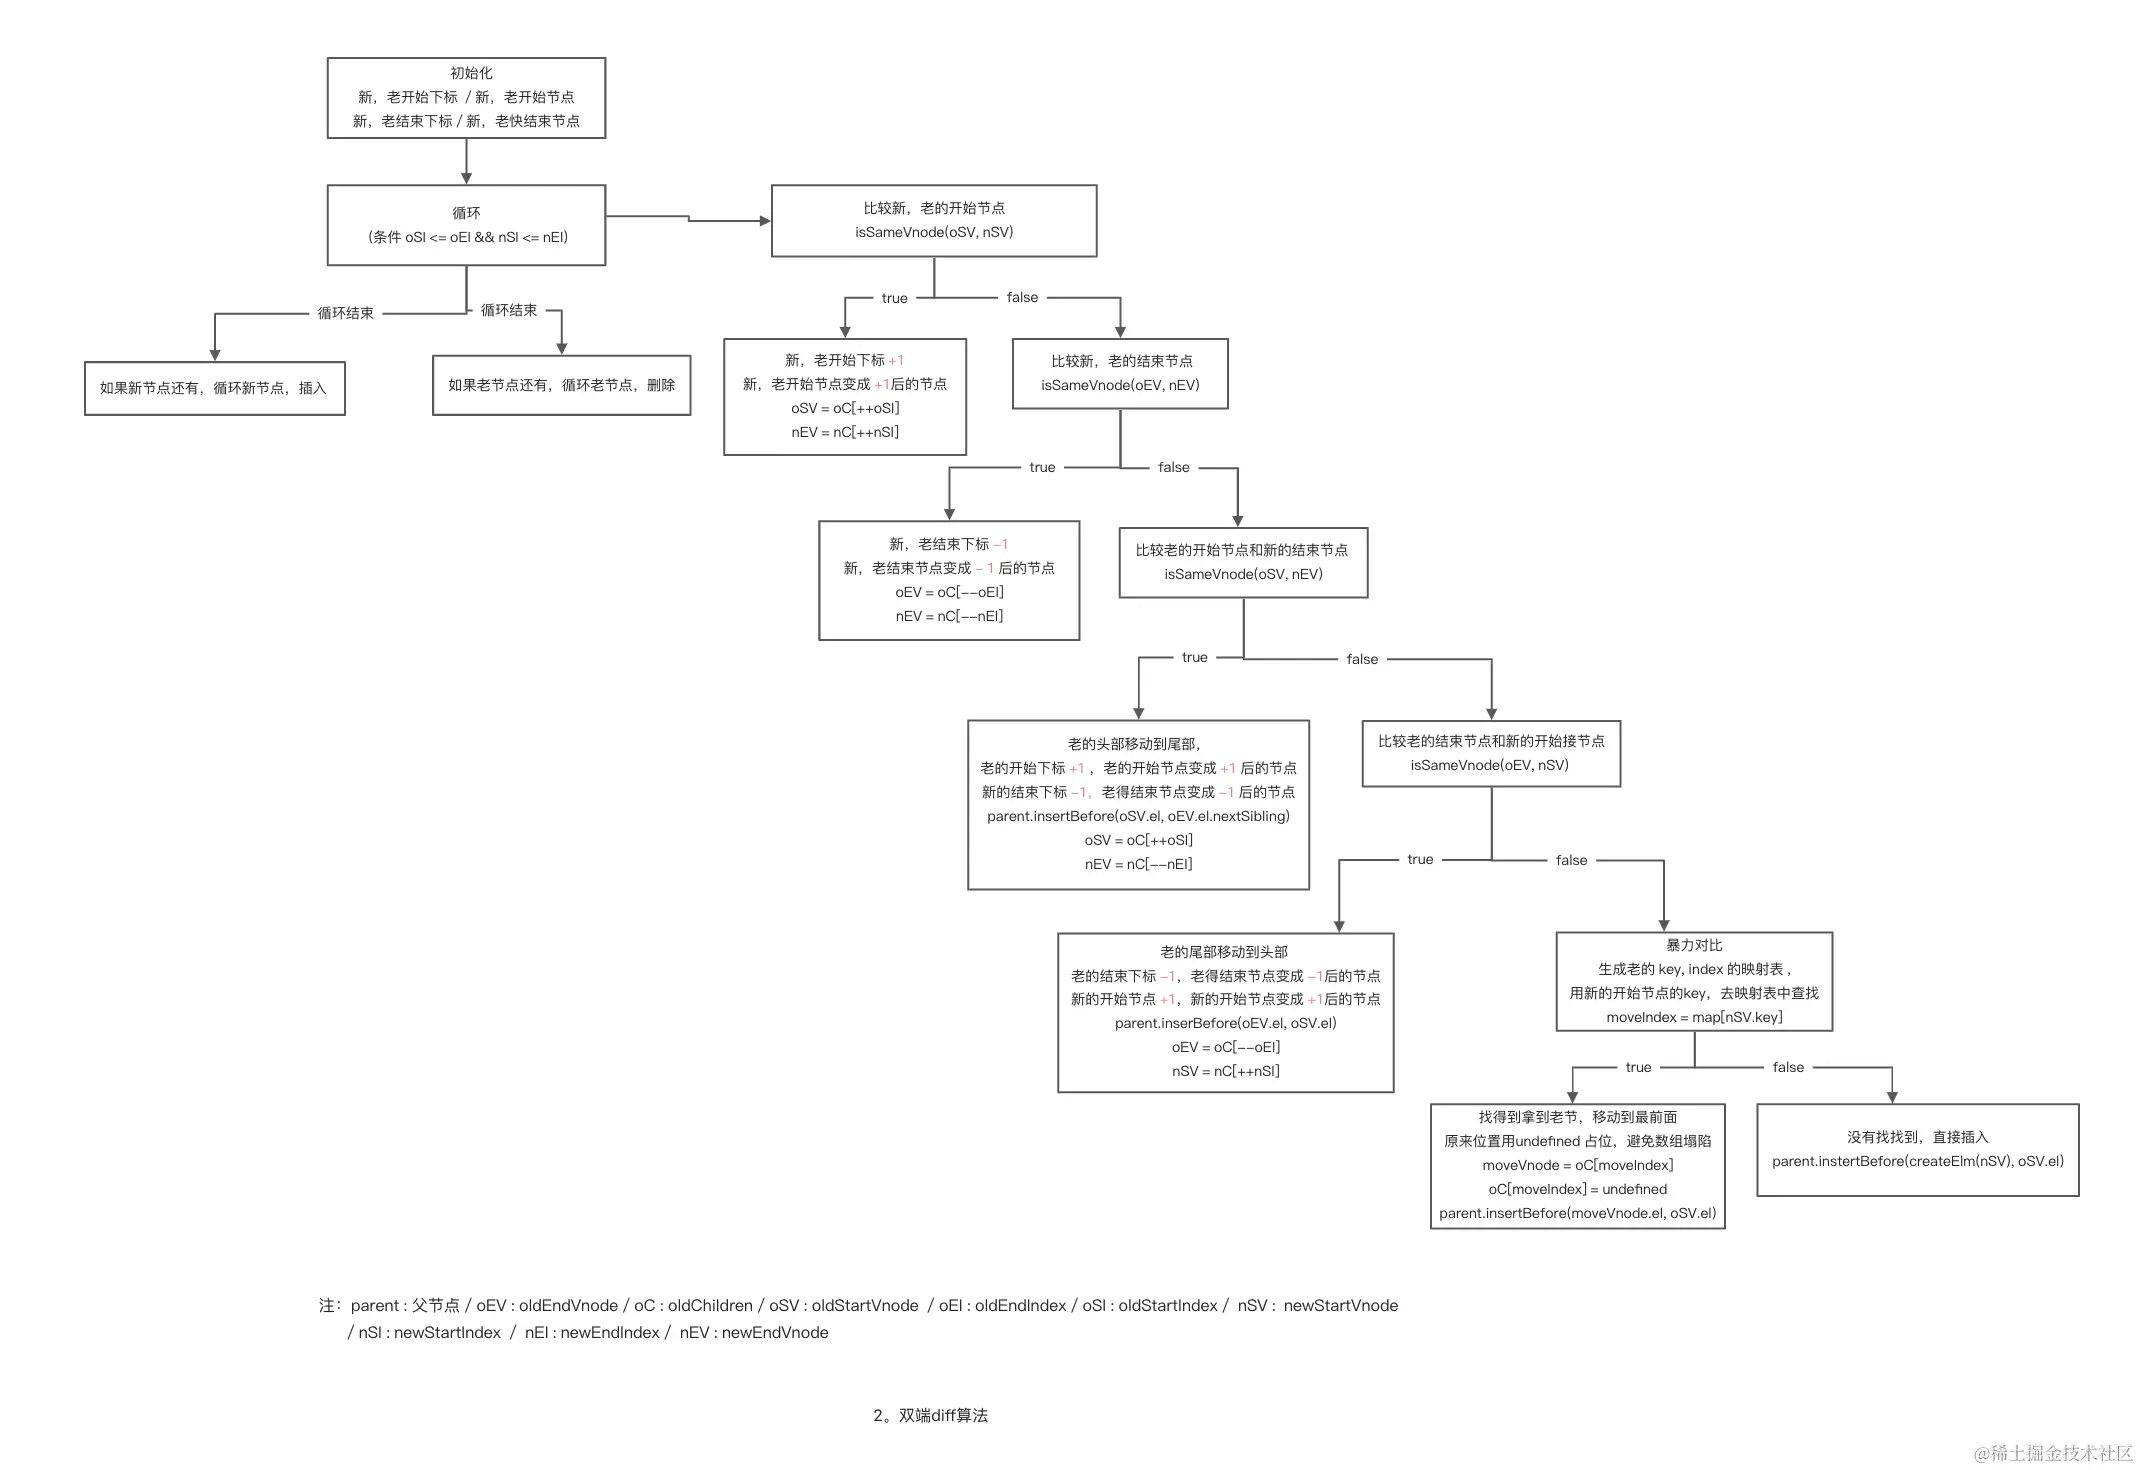 初始化
新，老开始下标 / 新，老开始节点
新，老结束下标 / 新，老快结束节点
循环
(条件 oSI <= oEI && nSI <= nEI)
比较新，老的开始节点
isSameVnode(oSV, nSV)
循环结束
循环结束
true
false
如果新节点还有，循环新节点，插入
如果老节点还有，循环老节点，删除
新，老开始下标 +1
新，老开始节点变成 +1后的节点
oSV = oC[++oSI]
nEV = nC[++nSI]
比较新，老的结束节点
isSameVnode(oEV, nEV)
true
false
新，老结束下标 -1
新，老结束节点变成 - 1 后的节点
oEV = oC[--oEI]
nEV = nC[--nEI]
比较老的开始节点和新的结束节点
isSameVnode(oSV, nEV)
true
false
老的头部移动到尾部，
老的开始下标 +1 ，老的开始节点变成 +1 后的节点
新的结束下标 -1，老得结束节点变成 -1 后的节点
parent.insertBefore(oSV.el, oEV.el.nextSibling)
oSV = oC[++oSI]
nEV = nC[--nEI]
比较老的结束节点和新的开始接节点
isSameVnode(oEV, nSV)
true
false
老的尾部移动到头部
老的结束下标 -1，老得结束节点变成 -1后的节点
新的开始节点 +1，新的开始节点变成 +1后的节点
parent.inserBefore(oEV.el, oSV.el)
oEV = oC[--oEI]
nSV = nC[++nSI]
暴力对比
生成老的 key, index 的映射表 ，
用新的开始节点的key，去映射表中查找
moveIndex = map[nSV.key]
true
false
找得到拿到老节，移动到最前面
原来位置用undefined 占位，避免数组塌陷
moveVnode = oC[moveIndex]
oC[moveIndex] = undefined
parent.insertBefore(moveVnode.el, oSV.el)
没有找找到，直接插入
parent.instertBefore(createElm(nSV), oSV.el)
注：parent : 父节点 / oEV : oldEndVnode / oC : oldChildren / oSV : oldStartVnode / oEI : oldEndIndex / oSI : oldStartIndex / nSV : newStartVnode
/ nSI : newStartIndex / nEI : newEndIndex / nEV : newEndVnode
2。双端diff算法
@稀土掘金技术社区